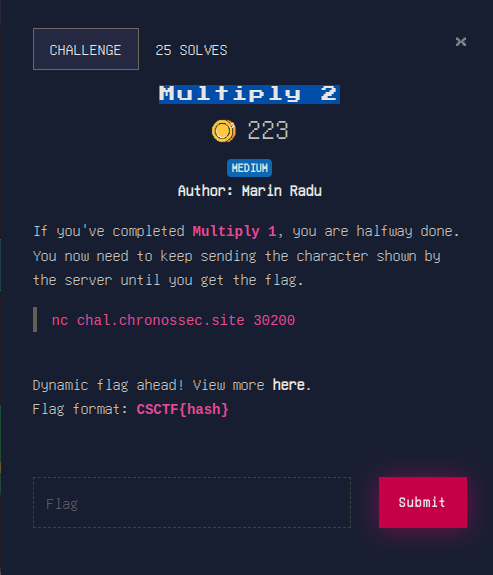 CHALLENGE 25 SOLVES ×
Multiply 2
223
MEDIUM
Author: Marin Radu
If you've completed Multiply 1, you are halfway done.
You now need to keep sending the character shown by
the server until you get the flag.
nc chal.chronossec.site 30200
Dynamic flag ahead! View more here.
Flag format: CSCTF{hash}
Flag Submit